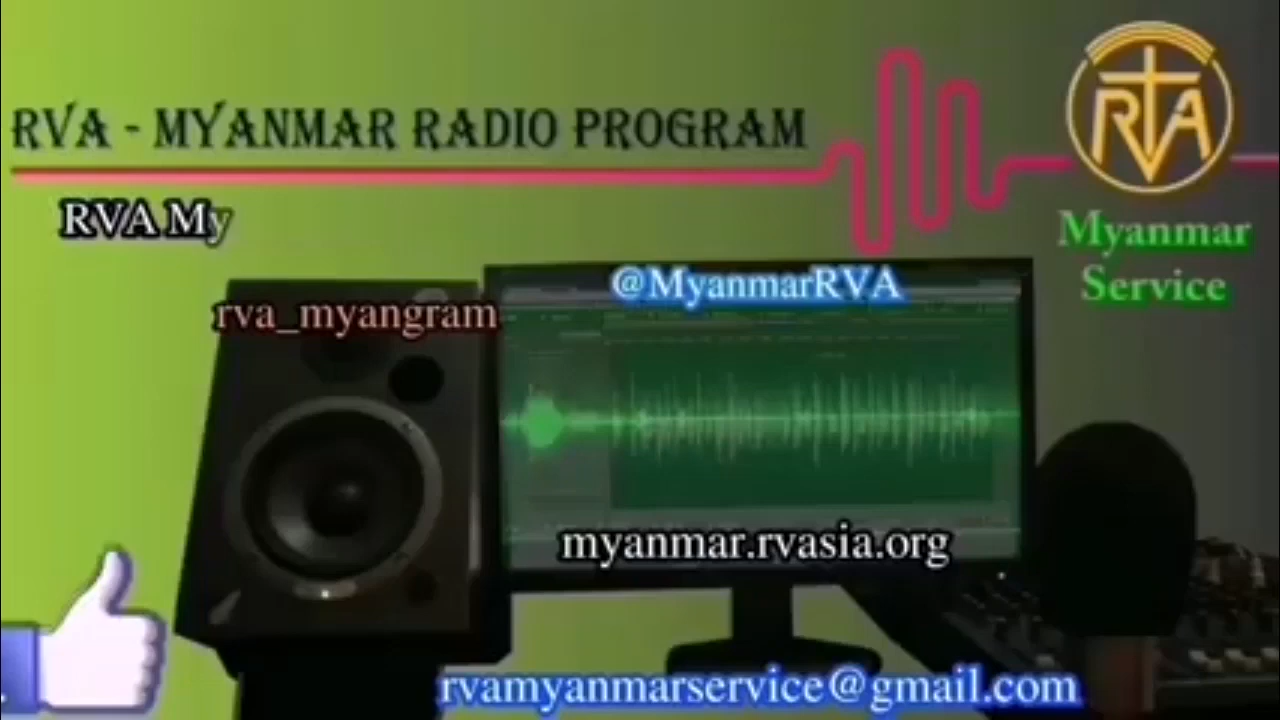 RVA - MYANMAR RADIO PROGRAM
RVA
Myanmar
Service
RVA My
@MyanmarRVA
rva_myangram
myanmar.rvasia.org
rvamyanmarservice@gmail.com